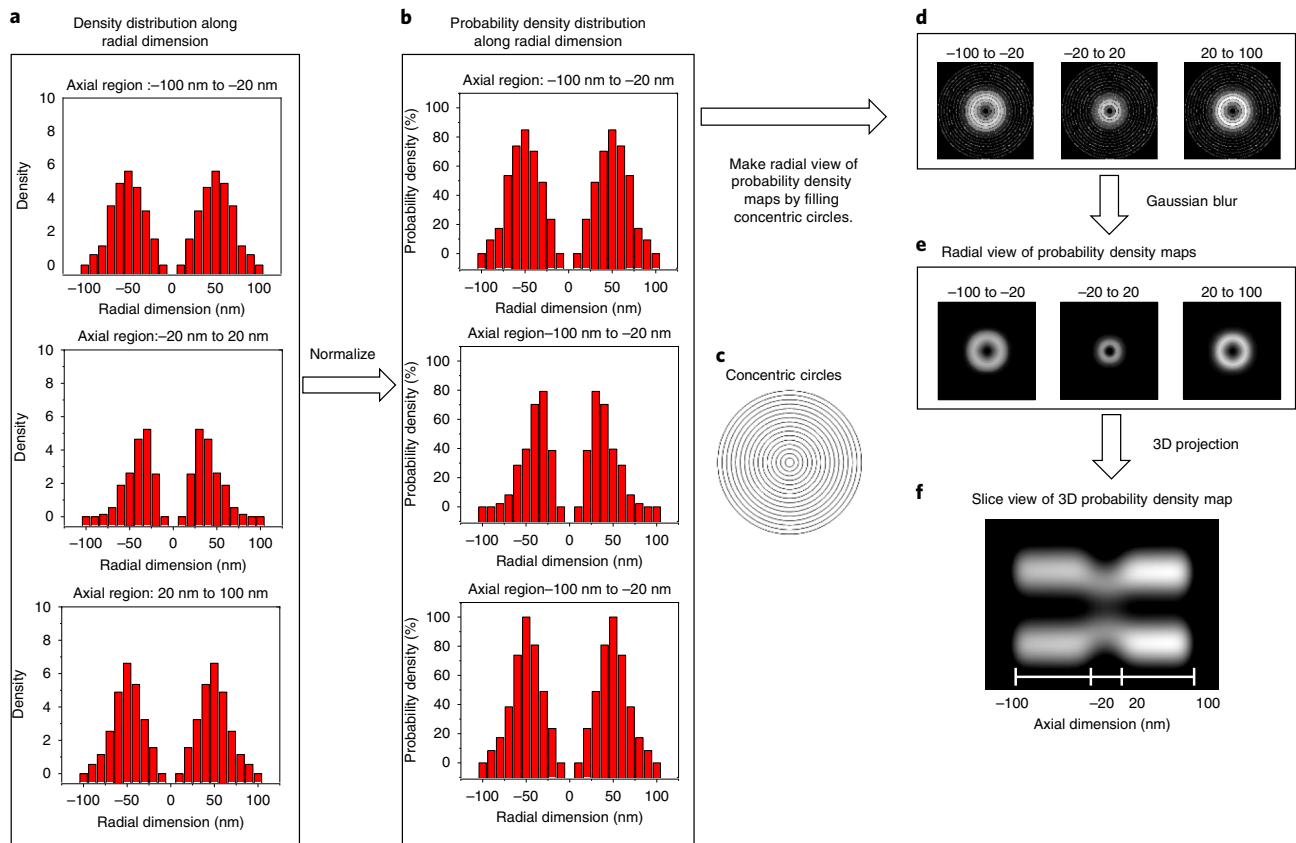 a
Density distribution along
radial dimension
Axial region :–100 nm to –20 nm
10
8
6
4
2
0
Density
–100 –50 0 50 100
Radial dimension (nm)
Axial region:–20 nm to 20 nm
10
8
6
4
2
0
Density
–100 –50 0 50 100
Radial dimension (nm)
Axial region: 20 nm to 100 nm
10
8
6
4
2
0
Density
–100 –50 0 50 100
Radial dimension (nm)
Normalize
b
Probability density distribution
along radial dimension
Axial region: –100 nm to –20 nm
100
80
60
40
20
0
Probability density (%)
–100 –50 0 50 100
Radial dimension (nm)
Axial region–100 nm to –20 nm
100
80
60
40
20
0
Probability density (%)
–100 –50 0 50 100
Radial dimension (nm)
Axial region–100 nm to –20 nm
100
80
60
40
20
0
Probability density (%)
–100 –50 0 50 100
Radial dimension (nm)
Make radial view of
probability density
maps by filling
concentric circles.
c
Concentric circles
d
–100 to –20 –20 to 20 20 to 100
Gaussian blur
e
Radial view of probability density maps
–100 to –20 –20 to 20 20 to 100
3D projection
f
Slice view of 3D probability density map
–100 –20 20 100
Axial dimension (nm)